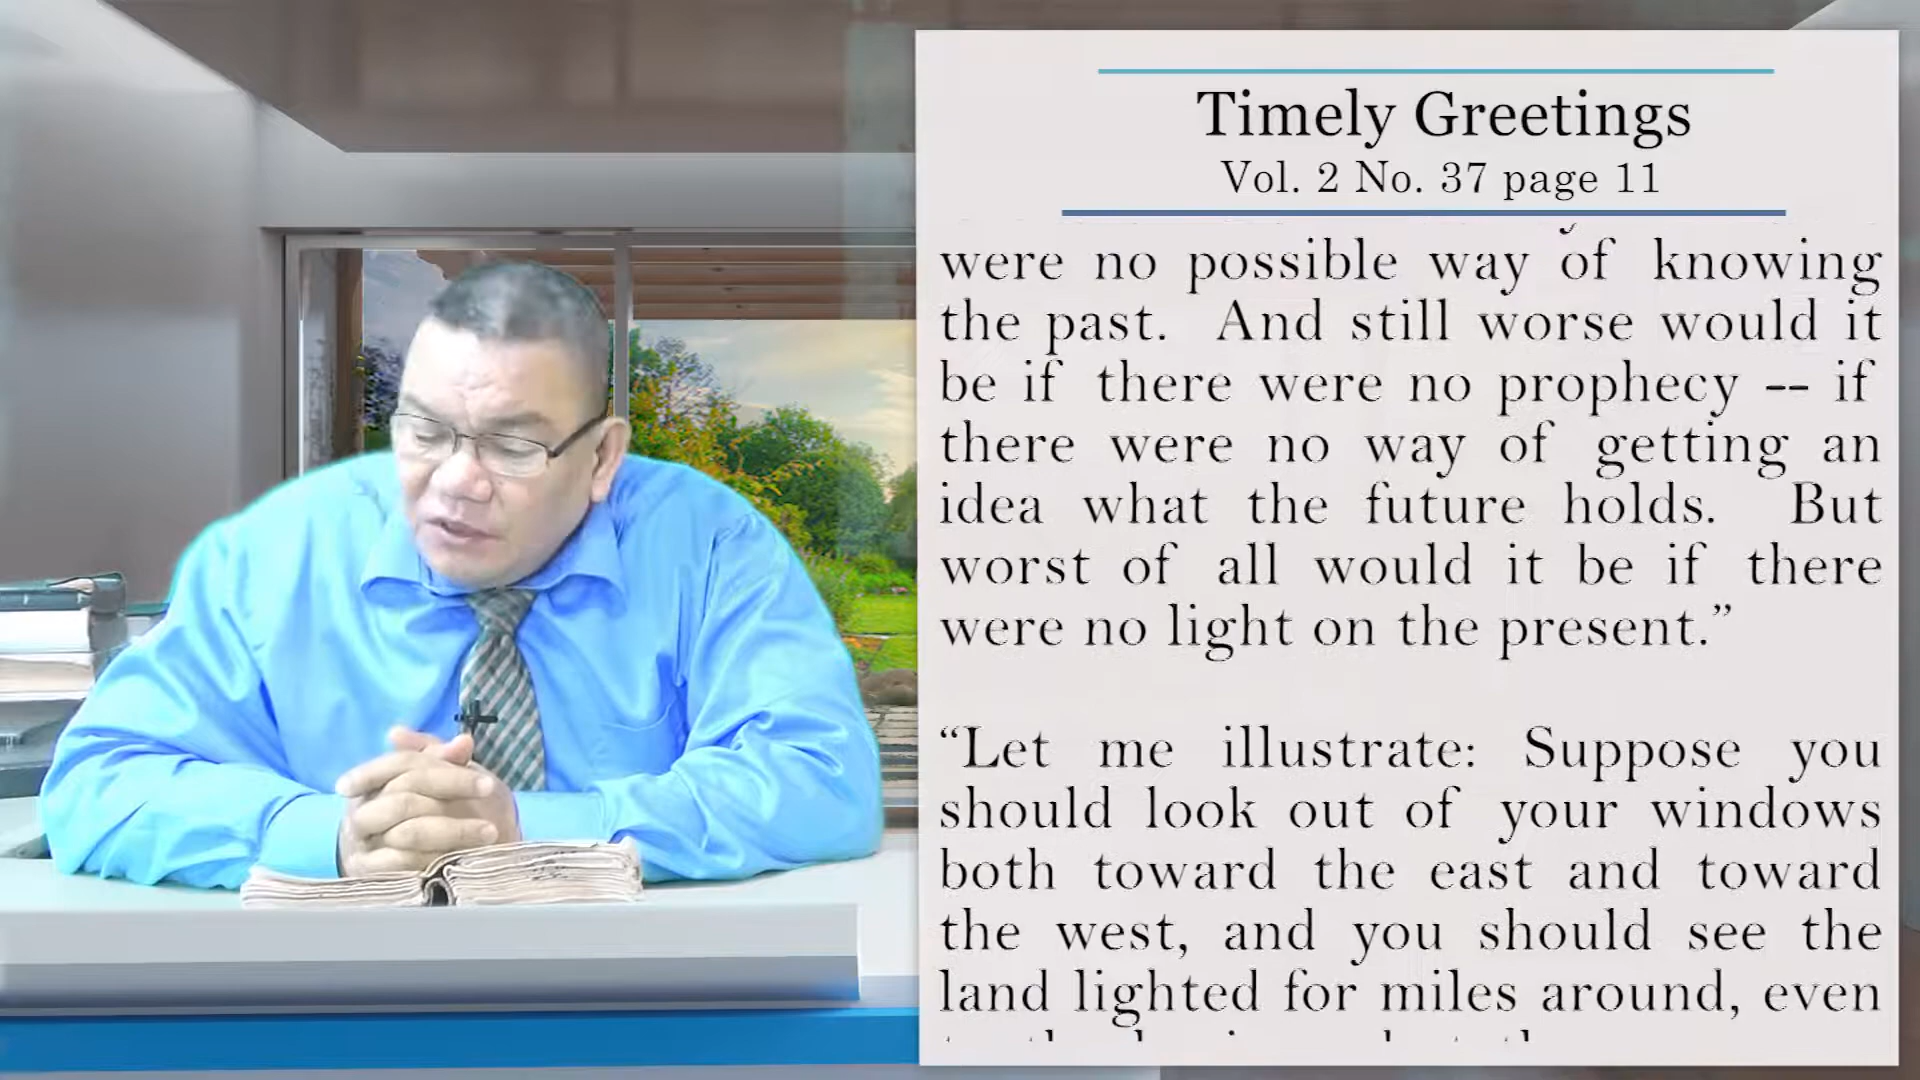 Timely Greetings
Vol. 2 No. 37 page 11
were no possible way of knowing
the past. And still worse would it
be if there were no prophecy -- if
there were no way of getting an
idea what the future holds. But
worst of all would it be if there
were no light on the present.”
“Let me illustrate: Suppose you
should look out of your windows
both toward the east and toward
the west, and you should see the
land lighted for miles around, even